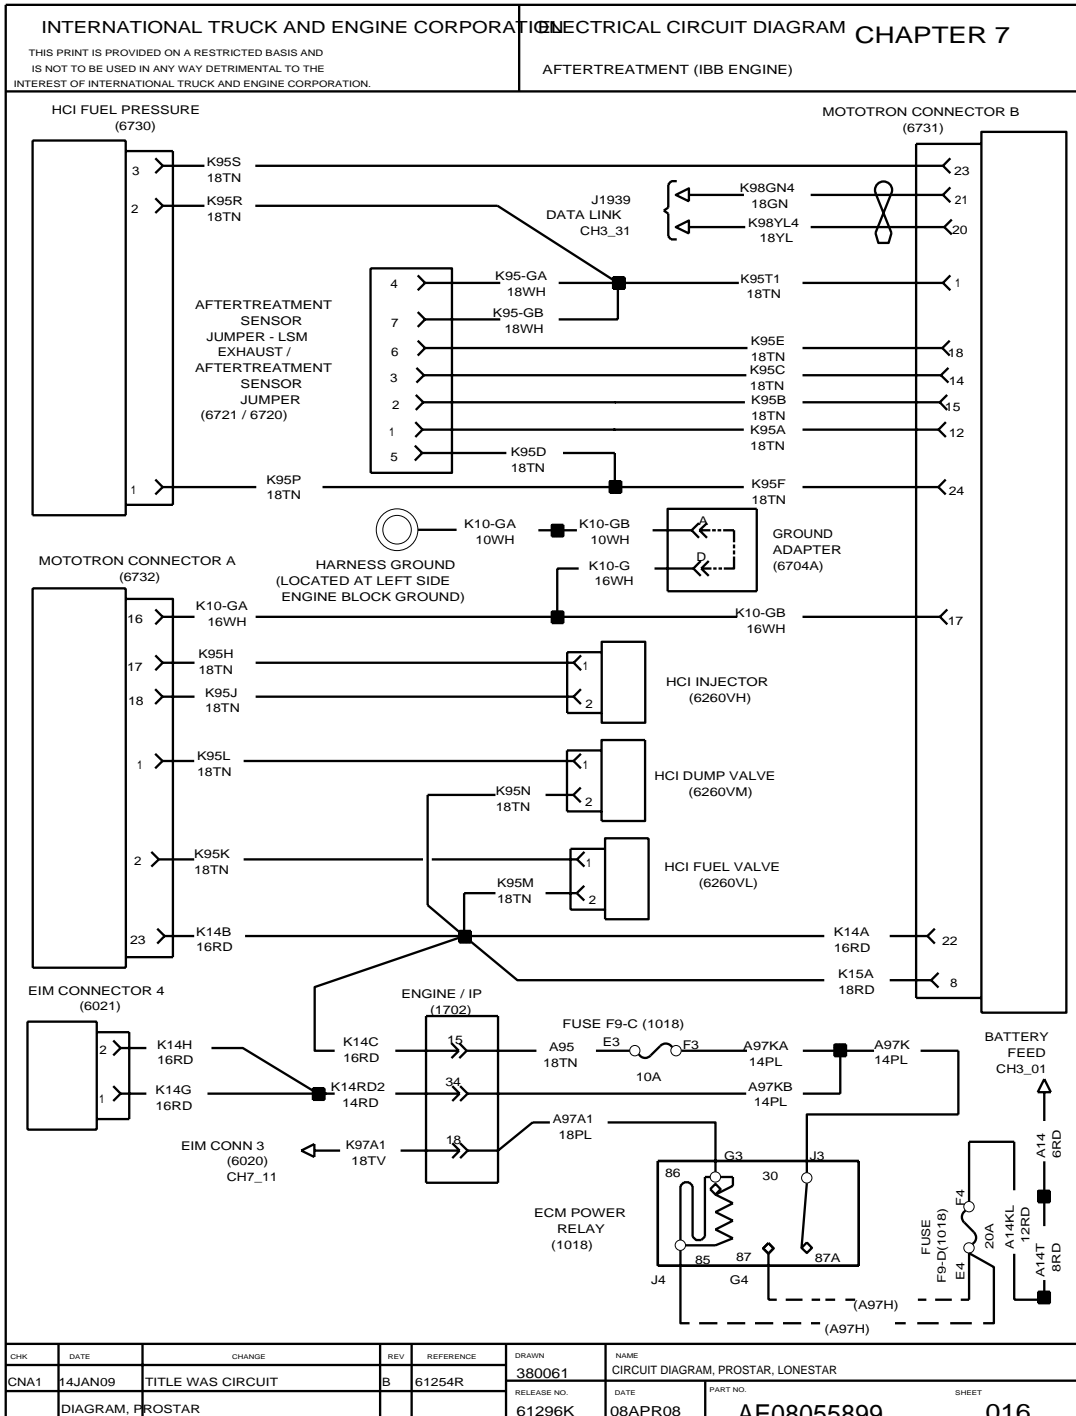 INTERNATIONAL TRUCK AND ENGINE CORPORATION
ELECTRICAL CIRCUIT DIAGRAM
CHAPTER 7
THIS PRINT IS PROVIDED ON A RESTRICTED BASIS AND
IS NOT TO BE USED IN ANY WAY DETRIMENTAL TO THE
INTEREST OF INTERNATIONAL TRUCK AND ENGINE CORPORATION.
AFTERTREATMENT (IBB ENGINE)
HCI FUEL PRESSURE
(6730)
MOTOTRON CONNECTOR B
(6731)
3
K95S
18TN
23
2
K95R
18TN
J1939
DATA LINK
CH3_31
K98GN4
18GN
21
K98YL4
18YL
20
AFTERTREATMENT
SENSOR
JUMPER - LSM
EXHAUST /
AFTERTREATMENT
SENSOR
JUMPER
(6721 / 6720)
4
K95-GA
18WH
K95T1
18TN
1
7
K95-GB
18WH
6
K95E
18TN
18
3
K95C
18TN
14
2
K95B
18TN
15
1
K95A
18TN
12
5
K95D
18TN
1
K95P
18TN
K95F
18TN
24
K10-GA
10WH
K10-GB
10WH
A
D
K10-G
16WH
GROUND
ADAPTER
(6704A)
HARNESS GROUND
(LOCATED AT LEFT SIDE
ENGINE BLOCK GROUND)
MOTOTRON CONNECTOR A
(6732)
16
K10-GA
16WH
K10-GB
16WH
17
17
K95H
18TN
1
18
K95J
18TN
2
HCI INJECTOR
(6260VH)
1
K95L
18TN
1
K95N
18TN
2
HCI DUMP VALVE
(6260VM)
2
K95K
18TN
1
K95M
18TN
2
HCI FUEL VALVE
(6260VL)
23
K14B
16RD
K14A
16RD
22
K15A
18RD
8
EIM CONNECTOR 4
(6021)
ENGINE / IP
(1702)
2
K14H
16RD
1
K14G
16RD
K14C
16RD
15
A95
18TN
FUSE F9-C (1018)
E3
F3
10A
A97KA
14PL
A97K
14PL
K14RD2
14RD
34
A97KB
14PL
EIM CONN 3
(6020)
CH7_11
K97A1
18TV
18
A97A1
18PL
BATTERY
FEED
CH3_01
A14
6RD
A14T
8RD
A14KL
12RD
FUSE
F9-D(1018)
F4
E4
20A
ECM POWER
RELAY
(1018)
G3
J3
86
30
85
87
87A
J4
G4
(A97H)
(A97H)
CHK
DATE
CHANGE
REV
REFERENCE
DRAWN
NAME
CNA1
14JAN09
TITLE WAS CIRCUIT
B
61254R
380061
CIRCUIT DIAGRAM, PROSTAR, LONESTAR
DIAGRAM, PROSTAR
RELEASE NO.
DATE
PART NO.
SHEET
61296K
08APR08
AE08055899
016